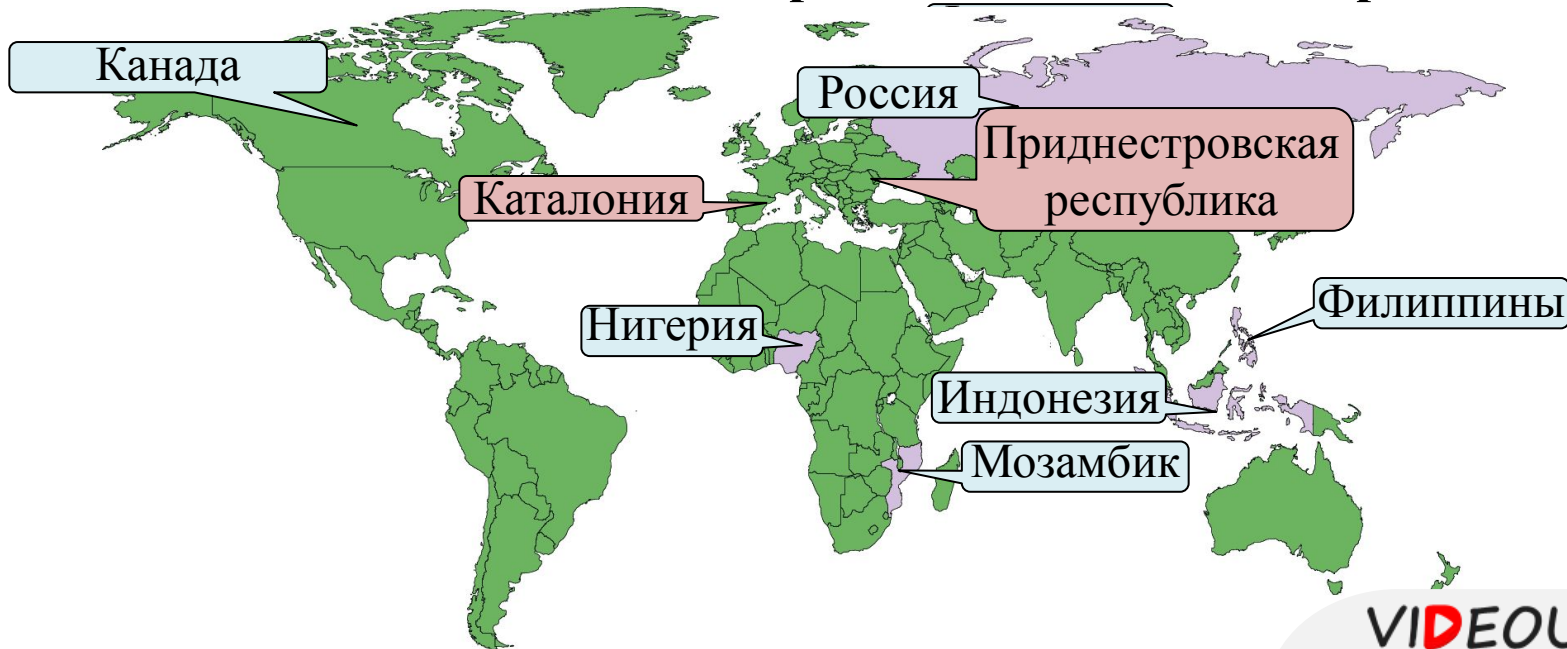 Канада
Россия
Приднестровская
республика
Каталония
Нигерия
Филиппины
Индонезия
Мозамбик
VIDEOU